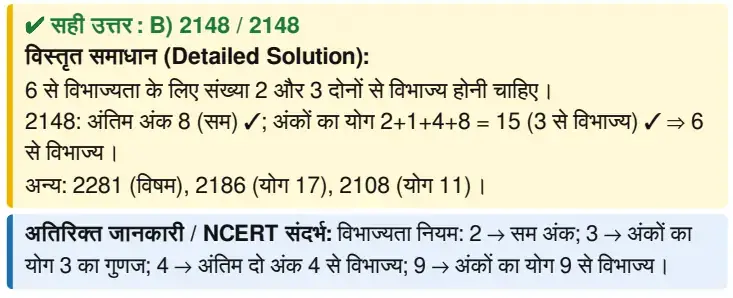 ✔ सही उत्तर : B) 2148 / 2148
विस्तृत समाधान (Detailed Solution):
6 से विभाज्यता के लिए संख्या 2 और 3 दोनों से विभाज्य होनी चाहिए।
2148: अंतिम अंक 8 (सम) ✓; अंकों का योग 2+1+4+8 = 15 (3 से विभाज्य) ✓ ⇒ 6
से विभाज्य।
अन्य: 2281 (विषम), 2186 (योग 17), 2108 (योग 11)।
अतिरिक्त जानकारी / NCERT संदर्भ: विभाज्यता नियम: 2 → सम अंक; 3 → अंकों का
योग 3 का गुणज; 4 → अंतिम दो अंक 4 से विभाज्य; 9 → अंकों का योग 9 से विभाज्य।